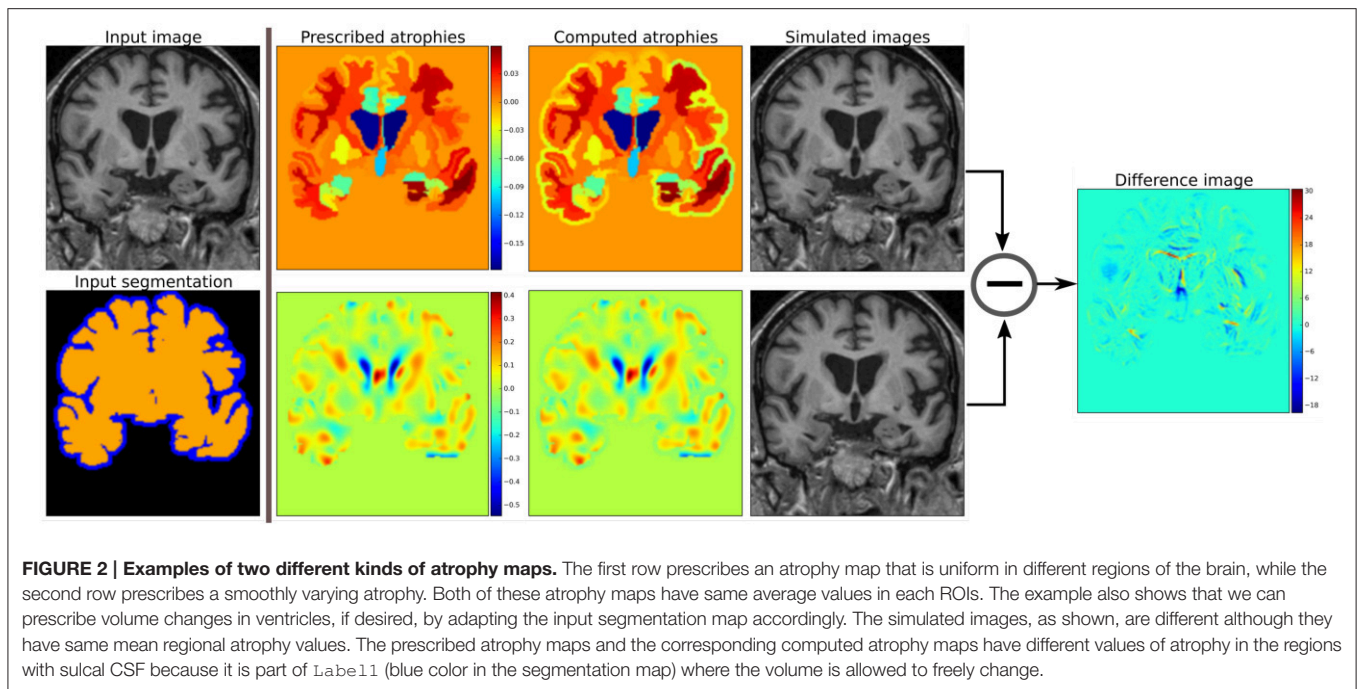 Input image
Prescribed atrophies
Computed atrophies
Simulated images
0.03
0.00
−0.03
−0.06
−0.09
−0.12
−0.15
Difference image
30
24
18
12
6
0
−6
−12
−18
Input segmentation
0.4
0.3
0.2
0.1
0.0
−0.1
−0.2
−0.3
−0.4
−0.5
FIGURE 2 | Examples of two different kinds of atrophy maps. The first row prescribes an atrophy map that is uniform in different regions of the brain, while the
second row prescribes a smoothly varying atrophy. Both of these atrophy maps have same average values in each ROIs. The example also shows that we can
prescribe volume changes in ventricles, if desired, by adapting the input segmentation map accordingly. The simulated images, as shown, are different although they
have same mean regional atrophy values. The prescribed atrophy maps and the corresponding computed atrophy maps have different values of atrophy in the regions
with sulcal CSF because it is part of Label1 (blue color in the segmentation map) where the volume is allowed to freely change.